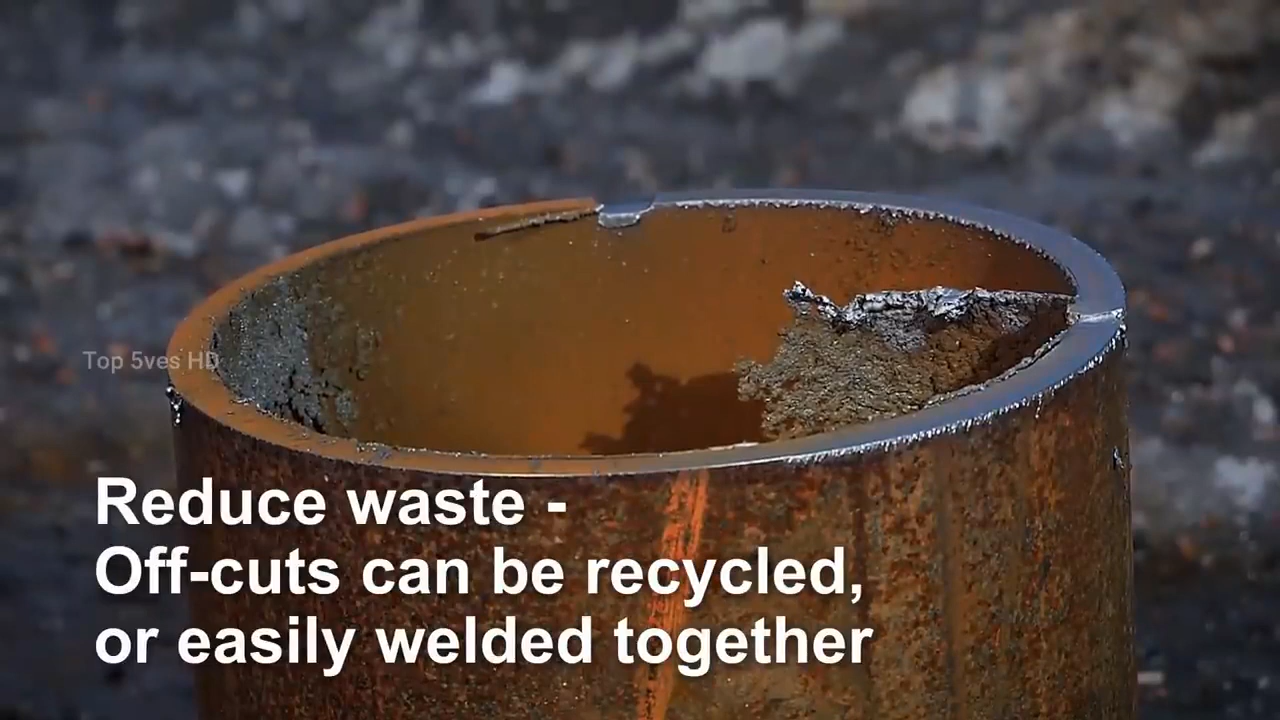 Top 5ves HD
Reduce waste -
Off-cuts can be recycled,
or easily welded together